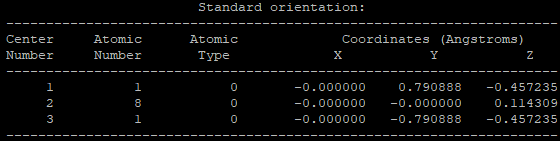 Standard orientation:
---------------------------------------------------------------------
Center Atomic Atomic Coordinates (Angstroms)
Number Number Type X Y Z
---------------------------------------------------------------------
1 1 0 -0.000000 0.790888 -0.457235
2 8 0 -0.000000 -0.000000 0.114309
3 1 0 -0.000000 -0.790888 -0.457235
---------------------------------------------------------------------